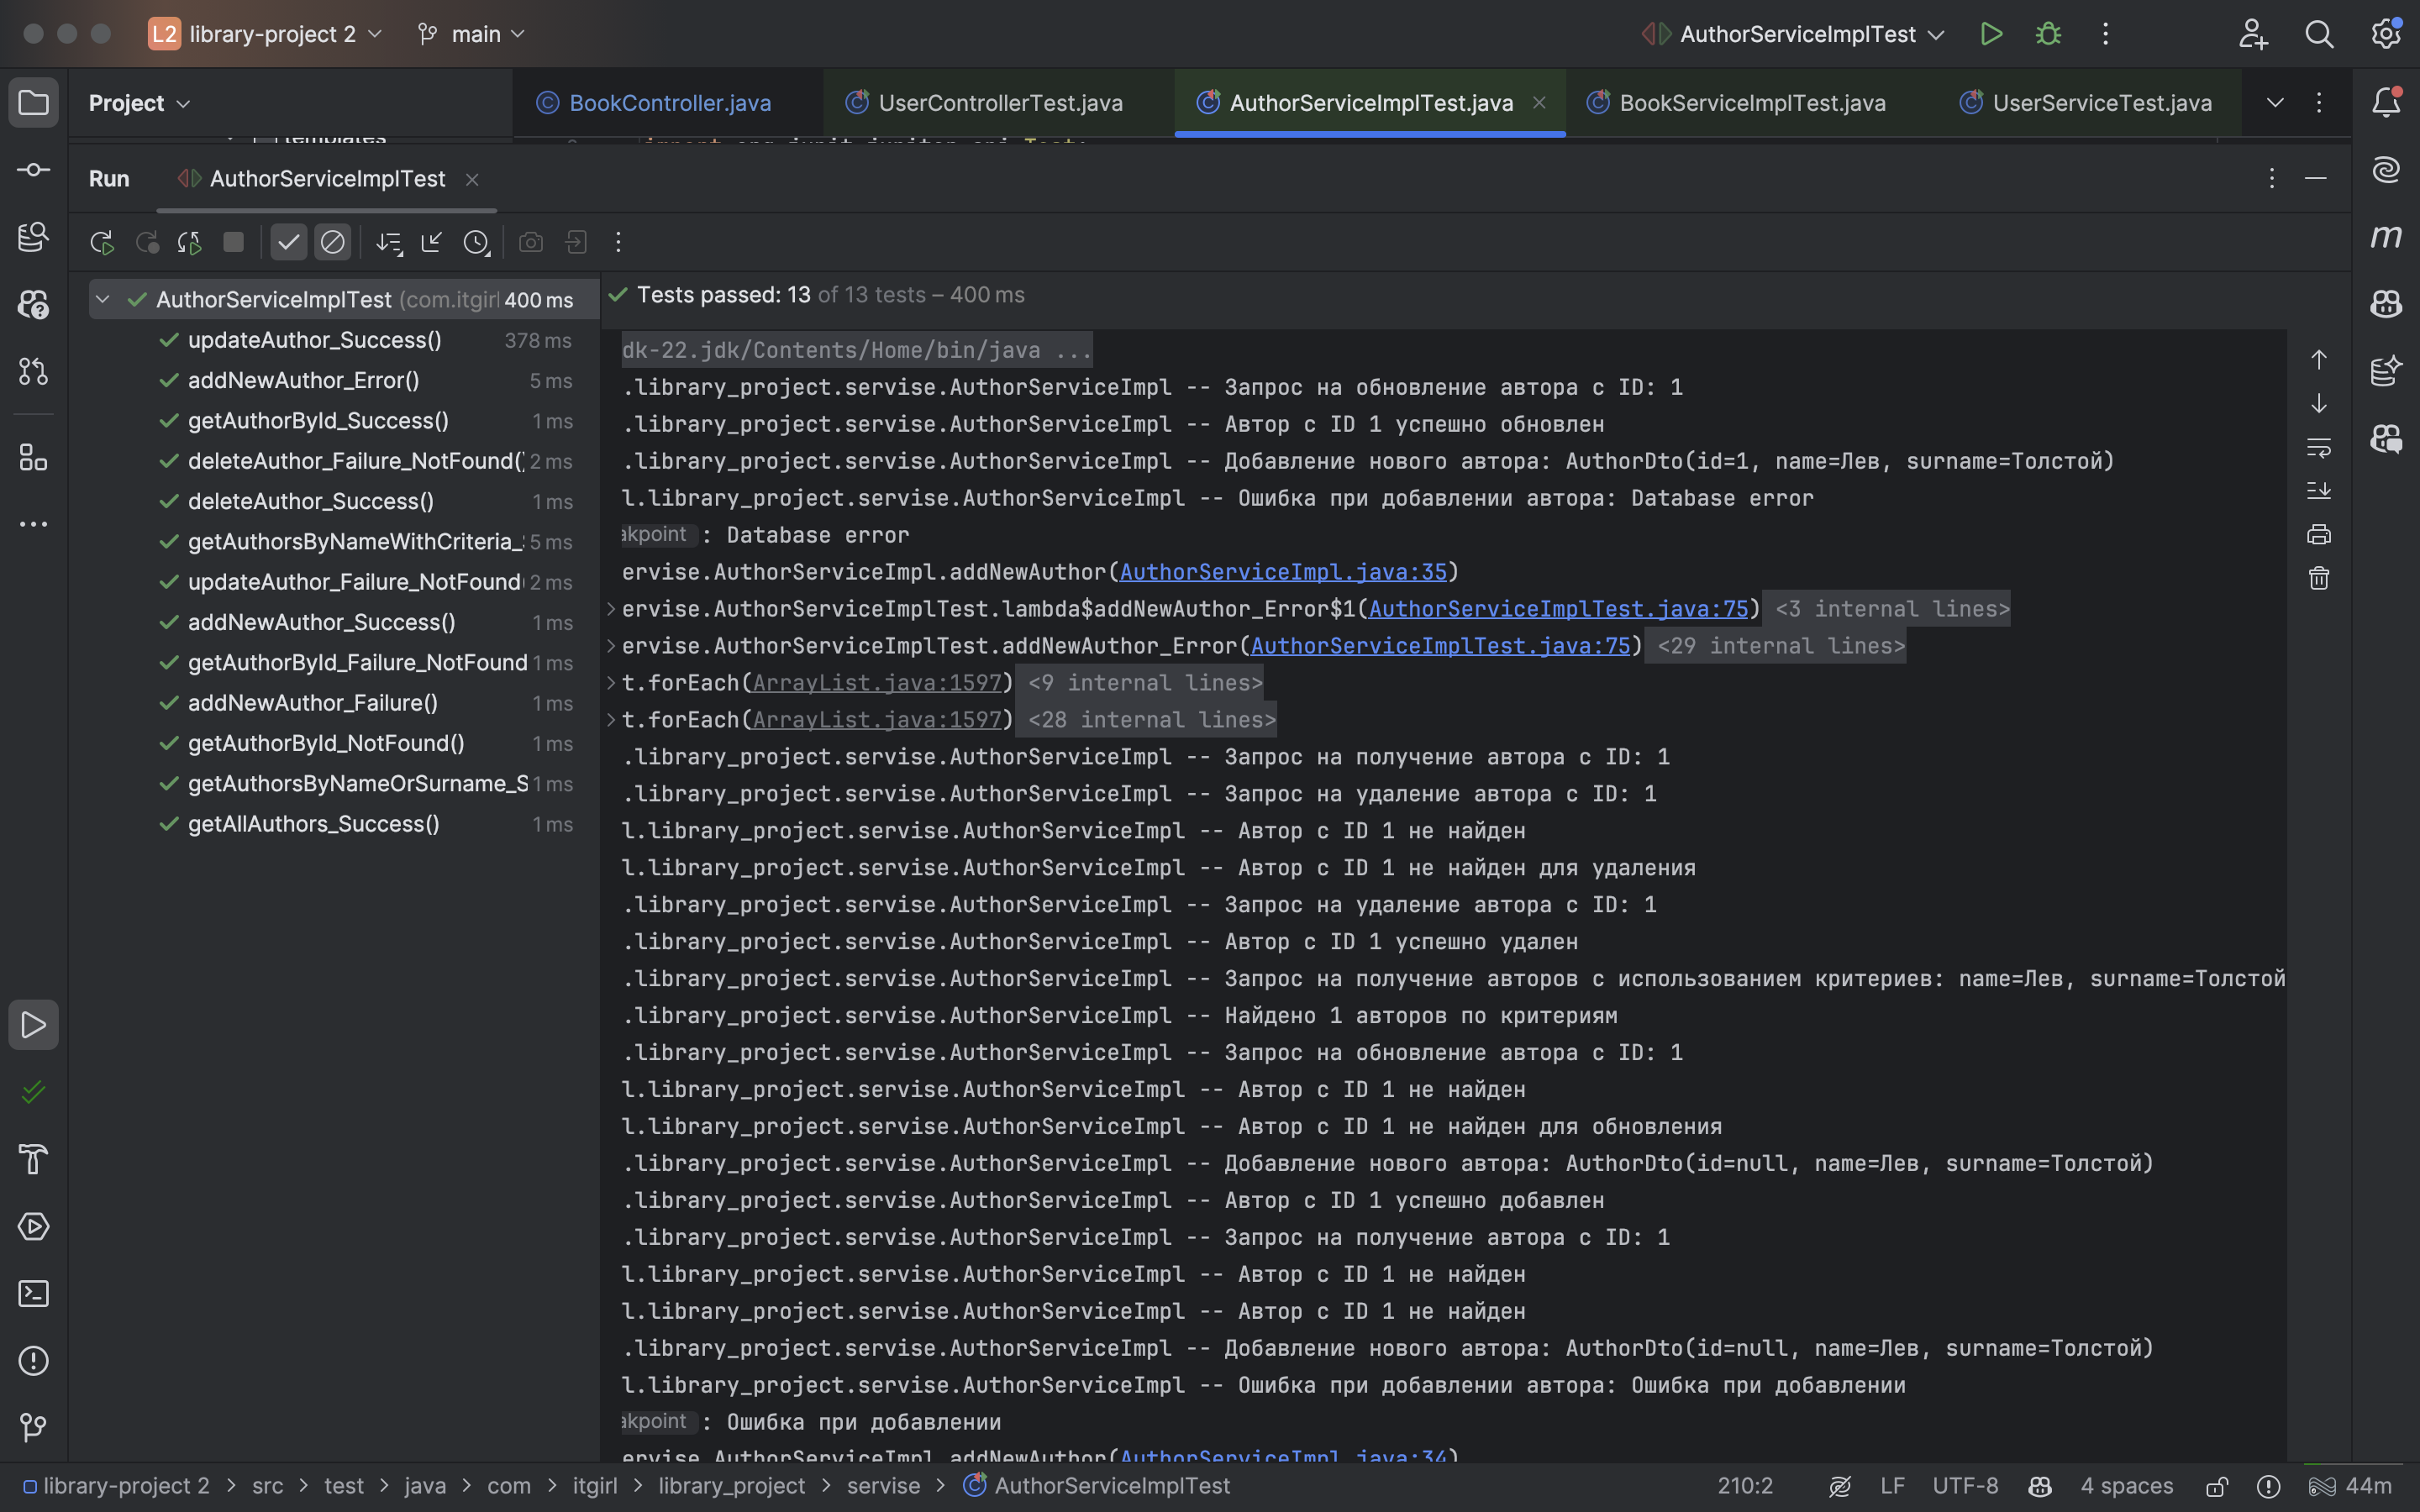 L2 library-project 2 main AuthorServiceImplTest
Project BookController.java UserControllerTest.java AuthorServiceImplTest.java BookServiceImplTest.java UserServiceTest.java
Run AuthorServiceImplTest
AuthorServiceImplTest (com.itgirl 400 ms
updateAuthor_Success() 378 ms
addNewAuthor_Error() 5 ms
getAuthorById_Success() 1 ms
deleteAuthor_Failure_NotFound() 2 ms
deleteAuthor_Success() 1 ms
getAuthorsByNameWithCriteria_ 5 ms
updateAuthor_Failure_NotFound 2 ms
addNewAuthor_Success() 1 ms
getAuthorById_Failure_NotFound 1 ms
addNewAuthor_Failure() 1 ms
getAuthorById_NotFound() 1 ms
getAuthorsByNameOrSurname_S 1 ms
getAllAuthors_Success() 1 ms
Tests passed: 13 of 13 tests – 400 ms
dk-22.jdk/Contents/Home/bin/java ...
.library_project.servise.AuthorServiceImpl -- Запрос на обновление автора с ID: 1
.library_project.servise.AuthorServiceImpl -- Автор с ID 1 успешно обновлен
.library_project.servise.AuthorServiceImpl -- Добавление нового автора: AuthorDto(id=1, name=Лев, surname=Толстой)
l.library_project.servise.AuthorServiceImpl -- Ошибка при добавлении автора: Database error
akpoint : Database error
ervise.AuthorServiceImpl.addNewAuthor(AuthorServiceImpl.java:35)
ervise.AuthorServiceImplTest.lambda$addNewAuthor_Error$1(AuthorServiceImplTest.java:75) <3 internal lines>
ervise.AuthorServiceImplTest.addNewAuthor_Error(AuthorServiceImplTest.java:75) <29 internal lines>
t.forEach(ArrayList.java:1597) <9 internal lines>
t.forEach(ArrayList.java:1597) <28 internal lines>
.library_project.servise.AuthorServiceImpl -- Запрос на получение автора с ID: 1
.library_project.servise.AuthorServiceImpl -- Запрос на удаление автора с ID: 1
l.library_project.servise.AuthorServiceImpl -- Автор с ID 1 не найден
l.library_project.servise.AuthorServiceImpl -- Автор с ID 1 не найден для удаления
.library_project.servise.AuthorServiceImpl -- Запрос на удаление автора с ID: 1
.library_project.servise.AuthorServiceImpl -- Автор с ID 1 успешно удален
.library_project.servise.AuthorServiceImpl -- Запрос на получение авторов с использованием критериев: name=Лев, surname=Толстой
.library_project.servise.AuthorServiceImpl -- Найдено 1 авторов по критериям
.library_project.servise.AuthorServiceImpl -- Запрос на обновление автора с ID: 1
l.library_project.servise.AuthorServiceImpl -- Автор с ID 1 не найден
l.library_project.servise.AuthorServiceImpl -- Автор с ID 1 не найден для обновления
.library_project.servise.AuthorServiceImpl -- Добавление нового автора: AuthorDto(id=null, name=Лев, surname=Толстой)
.library_project.servise.AuthorServiceImpl -- Автор с ID 1 успешно добавлен
.library_project.servise.AuthorServiceImpl -- Запрос на получение автора с ID: 1
l.library_project.servise.AuthorServiceImpl -- Автор с ID 1 не найден
l.library_project.servise.AuthorServiceImpl -- Автор с ID 1 не найден
.library_project.servise.AuthorServiceImpl -- Добавление нового автора: AuthorDto(id=null, name=Лев, surname=Толстой)
l.library_project.servise.AuthorServiceImpl -- Ошибка при добавлении автора: Ошибка при добавлении
akpoint : Ошибка при добавлении
ervise.AuthorServiceImpl.addNewAuthor(AuthorServiceImpl.java:34)
library-project 2 > src > test > java > com > itgirl > library_project > servise > AuthorServiceImplTest 210:2 LF UTF-8 4 spaces 44m